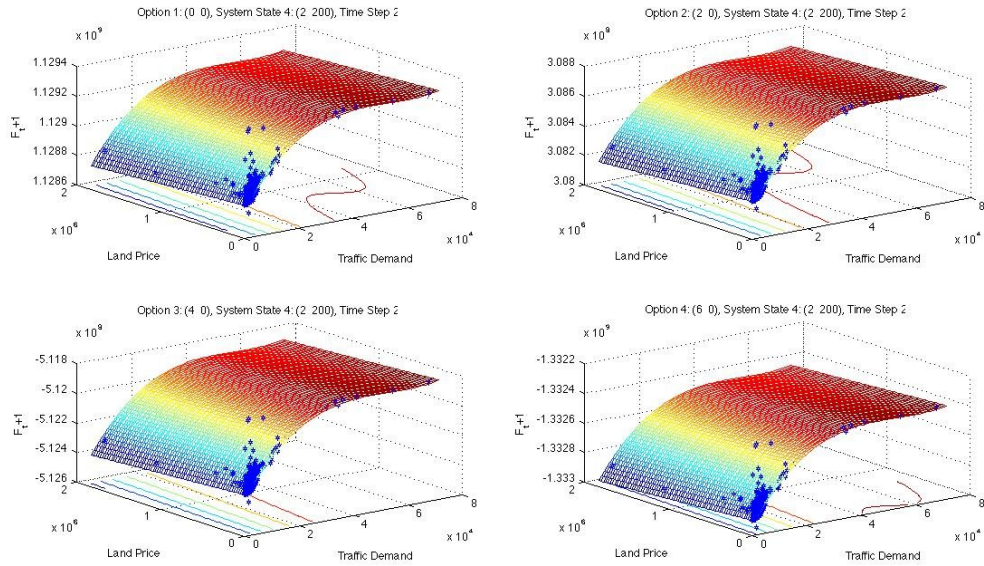 Option 1: (0 0), System State 4: (2 200), Time Step 2
x 10⁹
1.1294
1.1292
1.129
1.1288
1.1286
F_t+1
2
1
0
x 10⁶
Land Price
0
2
4
6
8
x 10⁴
Traffic Demand
Option 2: (2 0), System State 4: (2 200), Time Step 2
x 10⁹
3.088
3.086
3.084
3.082
3.08
F_t+1
2
1
0
x 10⁶
Land Price
0
2
4
6
8
x 10⁴
Traffic Demand
Option 3: (4 0), System State 4: (2 200), Time Step 2
x 10⁹
-5.118
-5.12
-5.122
-5.124
-5.126
F_t+1
2
1
0
x 10⁶
Land Price
0
2
4
6
8
x 10⁴
Traffic Demand
Option 4: (6 0), System State 4: (2 200), Time Step 2
x 10⁹
-1.3322
-1.3324
-1.3326
-1.3328
-1.333
F_t+1
2
1
0
x 10⁶
Land Price
0
2
4
6
8
x 10⁴
Traffic Demand